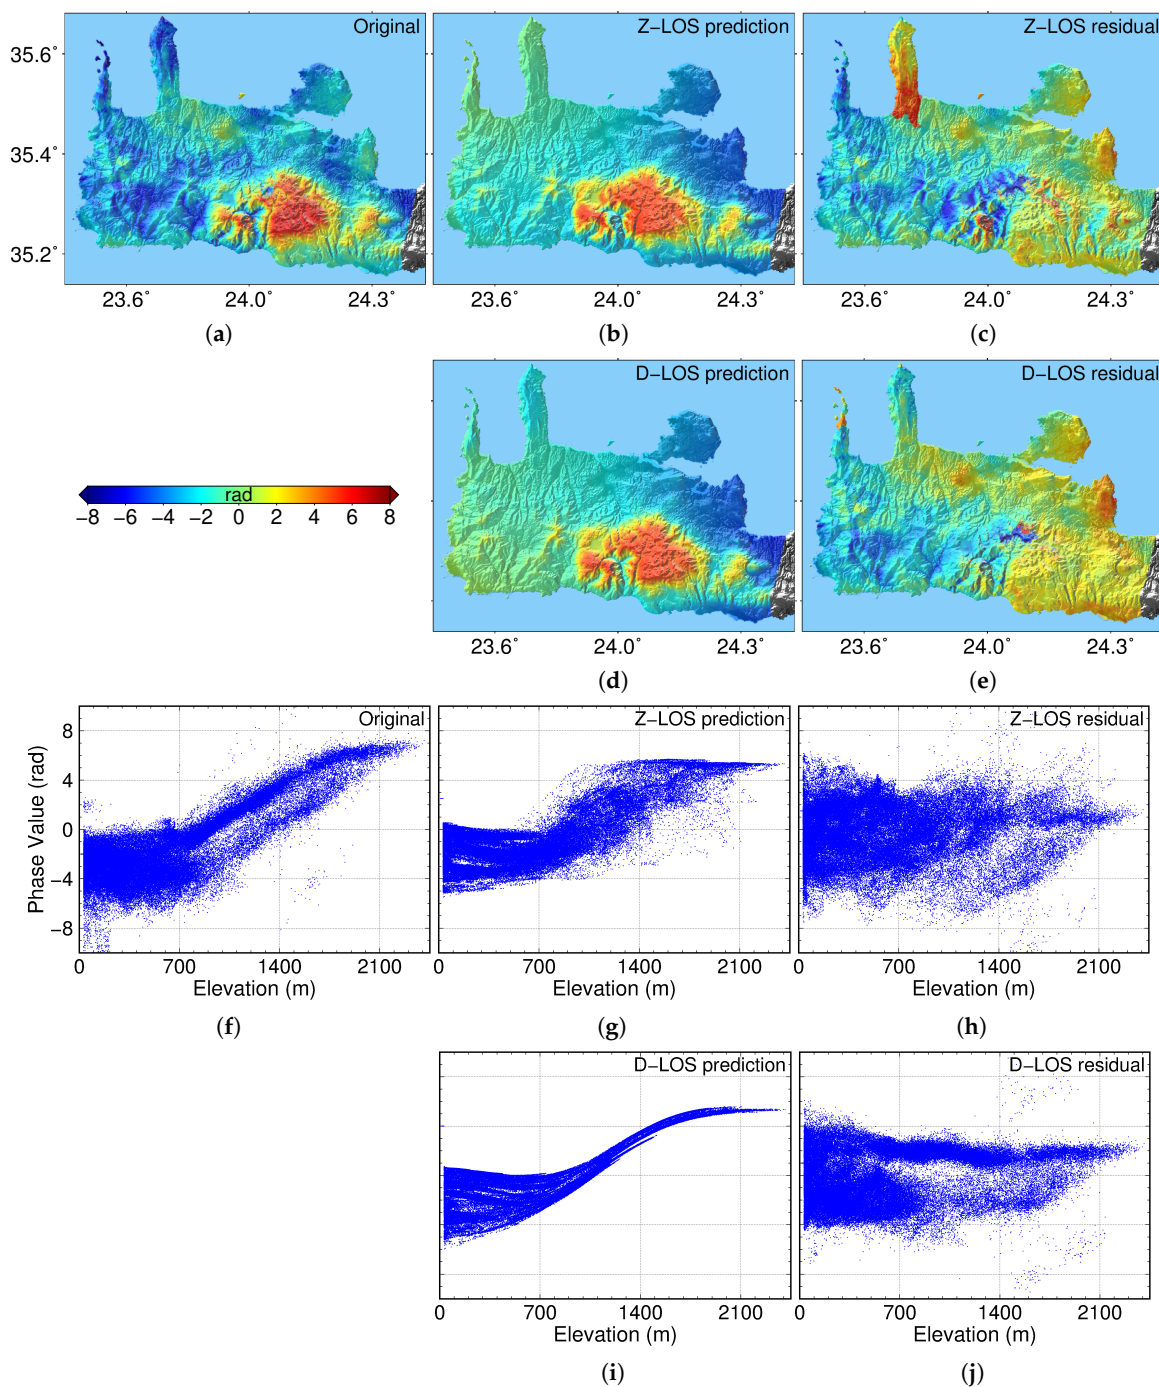 Original
Z−LOS prediction
Z−LOS residual
35.6°
35.4°
35.2°
23.6° 24.0° 24.3°
23.6° 24.0° 24.3°
23.6° 24.0° 24.3°
(a)
(b)
(c)
D−LOS prediction
D−LOS residual
rad
−8 −6 −4 −2 0 2 4 6 8
23.6° 24.0° 24.3°
23.6° 24.0° 24.3°
(d)
(e)
Original
Z−LOS prediction
Z−LOS residual
Phase Value (rad)
8
4
0
−4
−8
0 700 1400 2100
0 700 1400 2100
0 700 1400 2100
Elevation (m)
Elevation (m)
Elevation (m)
(f)
(g)
(h)
D−LOS prediction
D−LOS residual
0 700 1400 2100
0 700 1400 2100
Elevation (m)
Elevation (m)
(i)
(j)